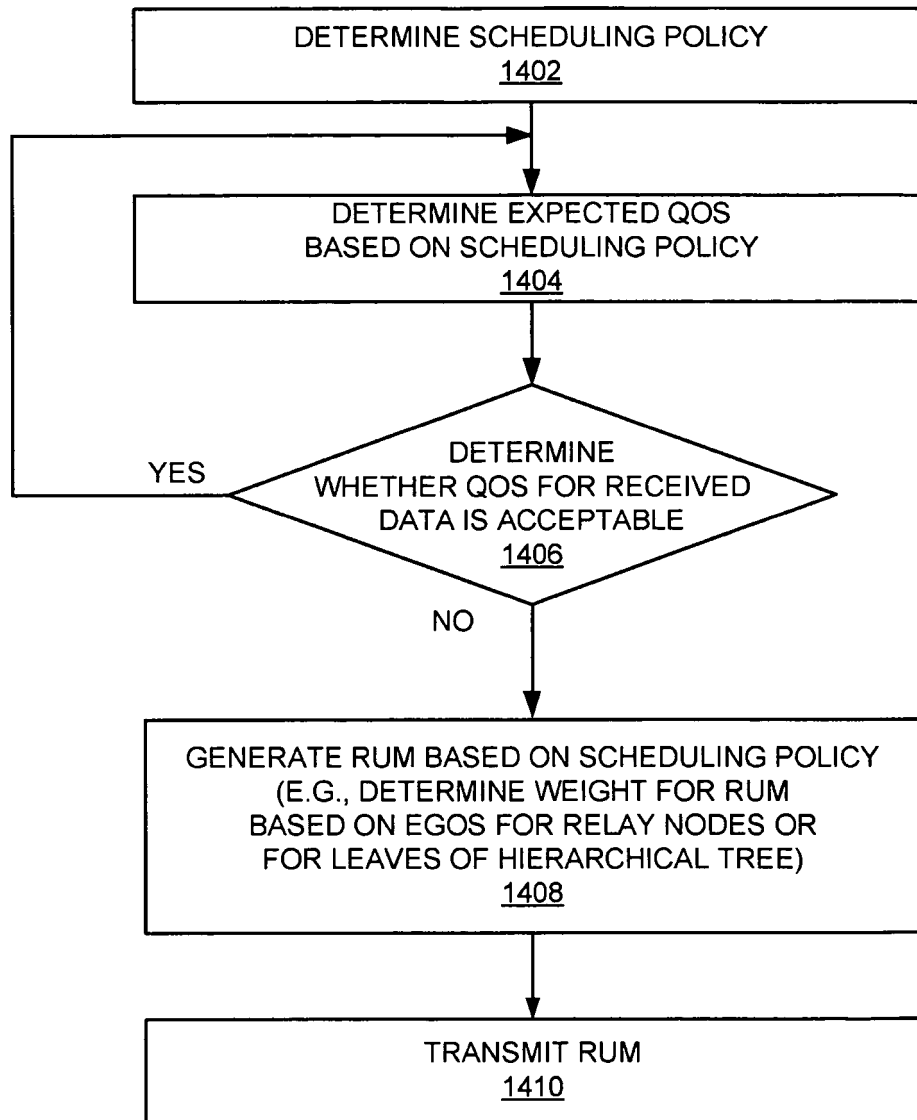 DETERMINE SCHEDULING POLICY
1402
DETERMINE EXPECTED QOS
BASED ON SCHEDULING POLICY
1404
YES
DETERMINE
WHETHER QOS FOR RECEIVED
DATA IS ACCEPTABLE
1406
NO
GENERATE RUM BASED ON SCHEDULING POLICY
(E.G., DETERMINE WEIGHT FOR RUM
BASED ON EGOS FOR RELAY NODES OR
FOR LEAVES OF HIERARCHICAL TREE)
1408
TRANSMIT RUM
1410